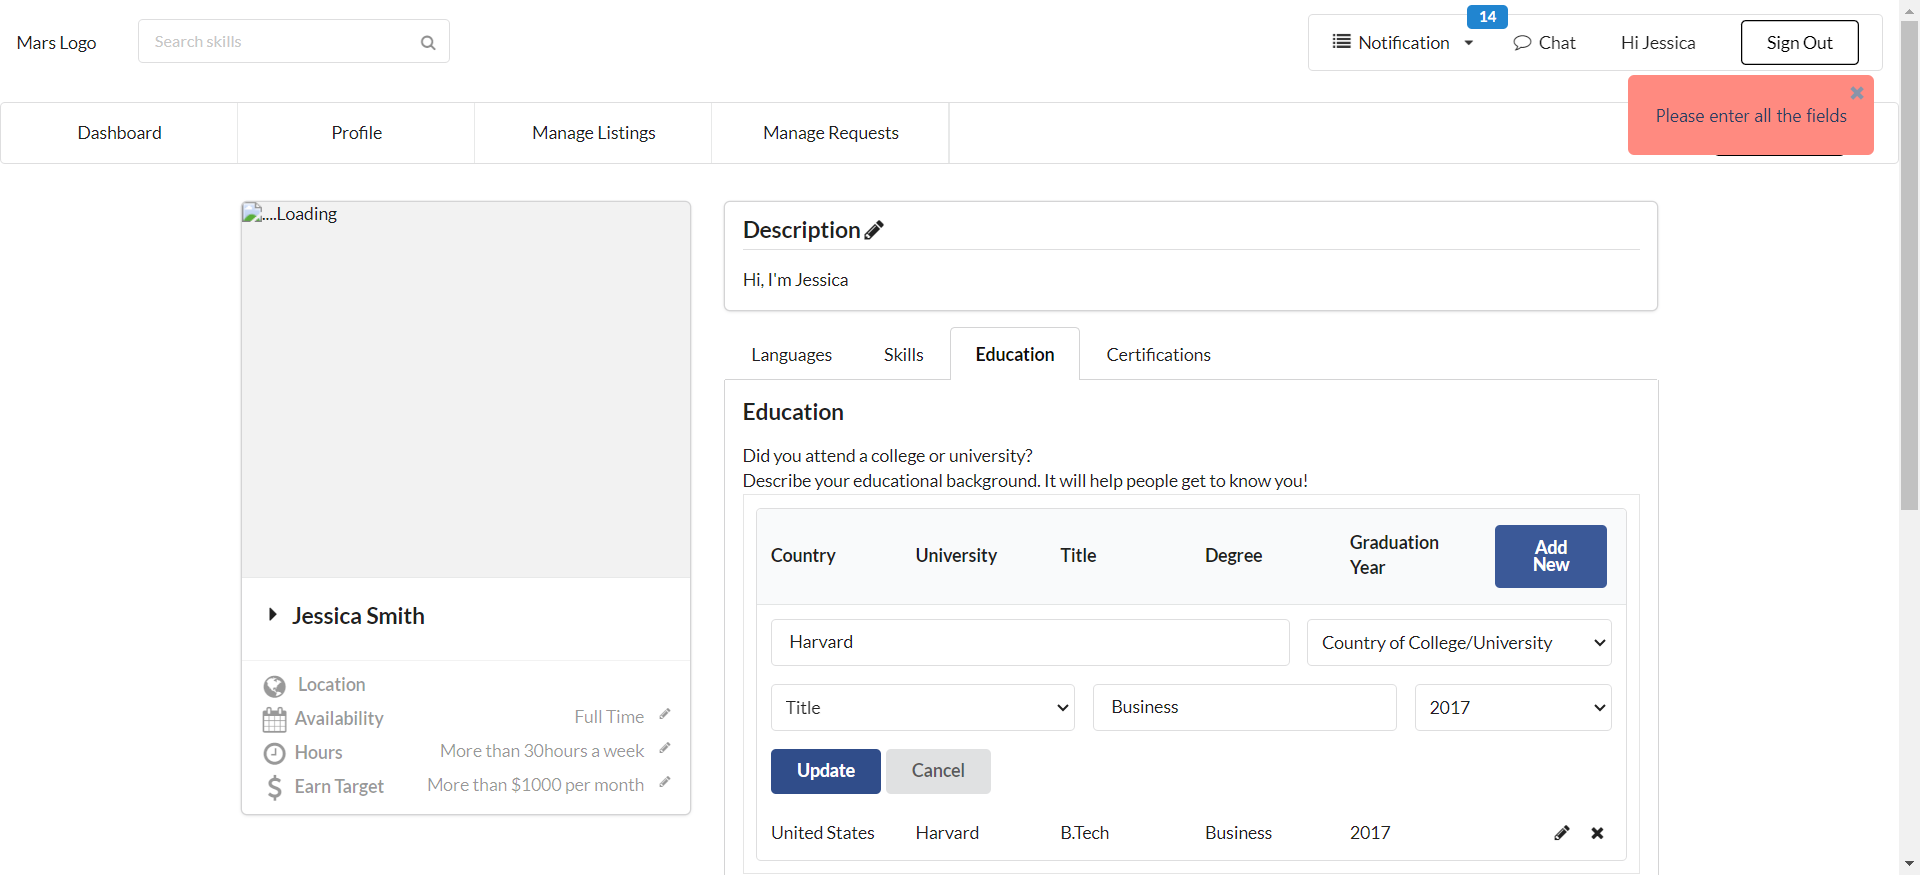 Mars Logo
Search skills
14
Notification
Chat
Hi Jessica
Sign Out
Please enter all the fields
Dashboard
Profile
Manage Listings
Manage Requests
....Loading
Jessica Smith
Location
Availability
Full Time
Hours
More than 30hours a week
Earn Target
More than $1000 per month
Description
Hi, I'm Jessica
Languages
Skills
Education
Certifications
Education
Did you attend a college or university?
Describe your educational background. It will help people get to know you!
Country
University
Title
Degree
Graduation
Year
Add
New
Harvard
Country of College/University
Title
Business
2017
Update
Cancel
United States
Harvard
B.Tech
Business
2017